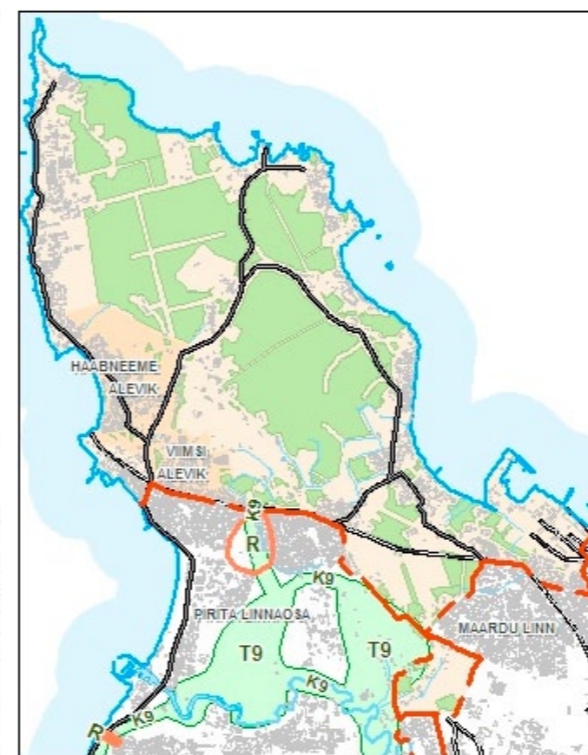 HAABNEEME
ALEVIK
VIIMSI
ALEVIK
K9
R
K9
PIRITA LINNAOSA
MAARDU LINN
T9
T9
K9
K9
R